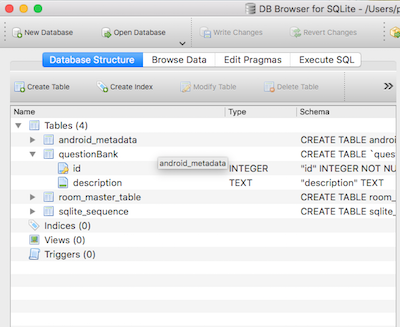 DB Browser for SQLite - /Users/p
New Database Open Database Write Changes Revert Changes
Database Structure Browse Data Edit Pragmas Execute SQL
Create Table Create Index Modify Table Delete Table »
Name Type Schema
Tables (4)
android_metadata CREATE TABLE androi
questionBank CREATE TABLE `ques
android_metadata
id INTEGER "id" INTEGER NOT NU
description TEXT "description" TEXT
room_master_table CREATE TABLE room_
sqlite_sequence CREATE TABLE sqlite_
Indices (0)
Views (0)
Triggers (0)